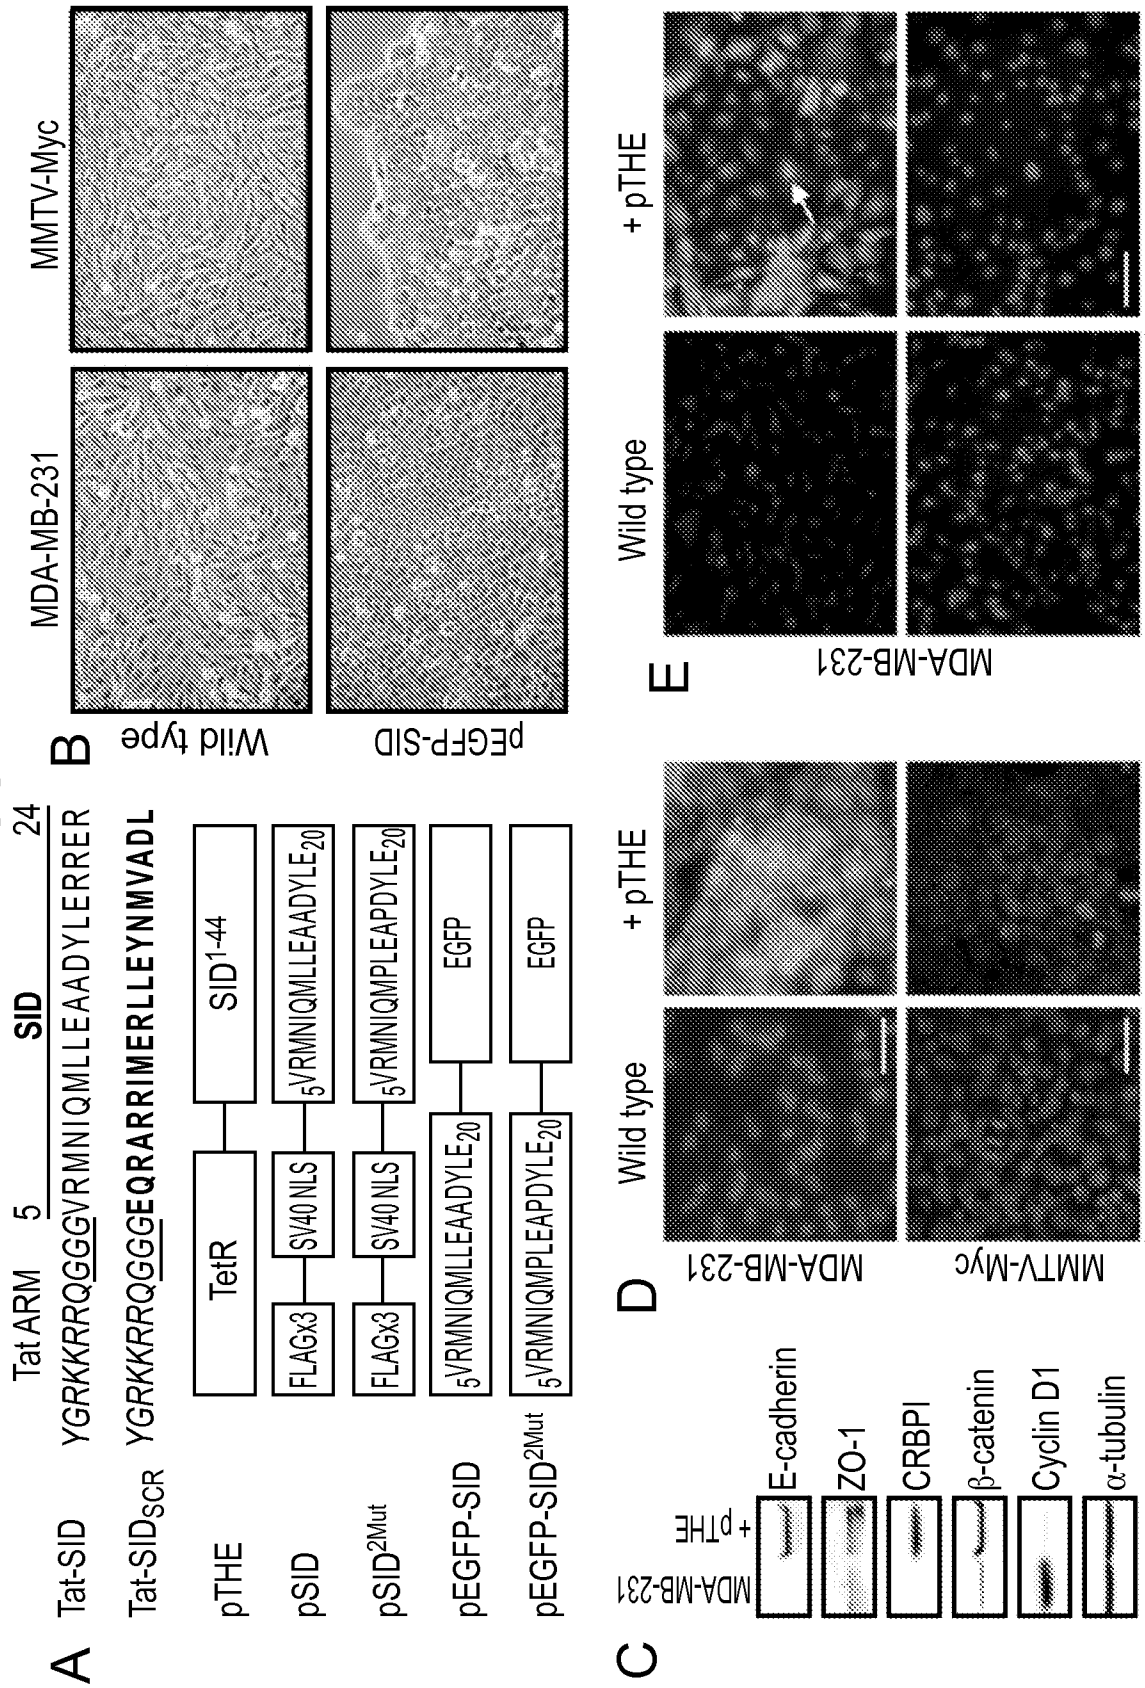 A
Tat ARM 5 SID 24
Tat-SID YGRKKRRQGGGVRMNIQMLLEAADYLERRER
Tat-SIDSCR YGRKKRRQGGGEQRARRIMERLLEYNMVADL
pTHE TetR SID1-44
pSID FLAGx3 SV40 NLS 5VRMNIQMLLEAADYLE20
pSID2Mut FLAGx3 SV40 NLS 5VRMNIQMPLEAPDYLE20
pEGFP-SID 5VRMNIQMLLEAADYLE20 EGFP
pEGFP-SID2Mut 5VRMNIQMPLEAPDYLE20 EGFP
B
MDA-MB-231 MMTV-Myc
Wild type
pEGFP-SID
C
MDA-MB-231 + pTHE
E-cadherin
ZO-1
CRBPI
β-catenin
Cyclin D1
α-tubulin
D
Wild type + pTHE
MDA-MB-231
MMTV-Myc
E
Wild type + pTHE
MDA-MB-231